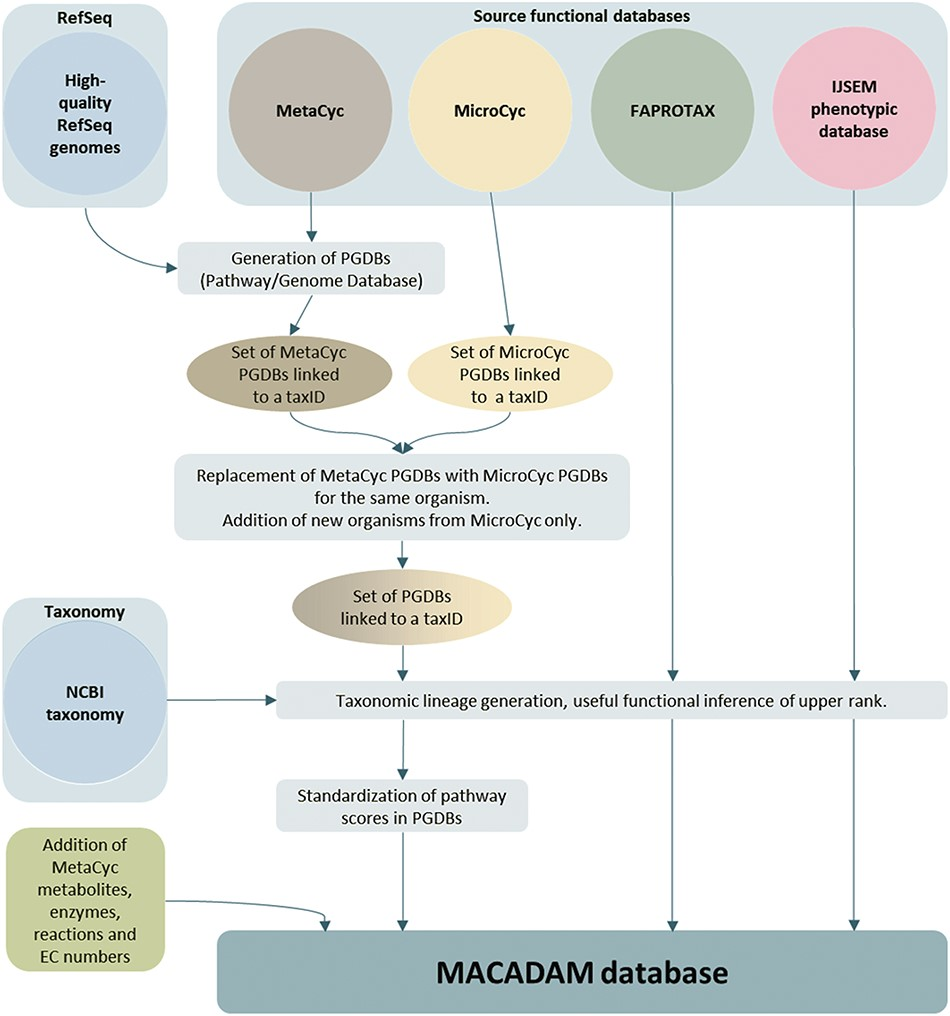 RefSeq
High-
quality
RefSeq
genomes
Source functional databases
MetaCyc
MicroCyc
FAPROTAX
IJSEM
phenotypic
database
Generation of PGDBs
(Pathway/Genome Database)
Set of MetaCyc
PGDBs linked
to a taxID
Set of MicroCyc
PGDBs linked
to a taxID
Replacement of MetaCyc PGDBs with MicroCyc PGDBs
for the same organism.
Addition of new organisms from MicroCyc only.
Set of PGDBs
linked to a taxID
Taxonomy
NCBI
taxonomy
Taxonomic lineage generation, useful functional inference of upper rank.
Standardization of pathway
scores in PGDBs
Addition of
MetaCyc
metabolites,
enzymes,
reactions and
EC numbers
MACADAM database